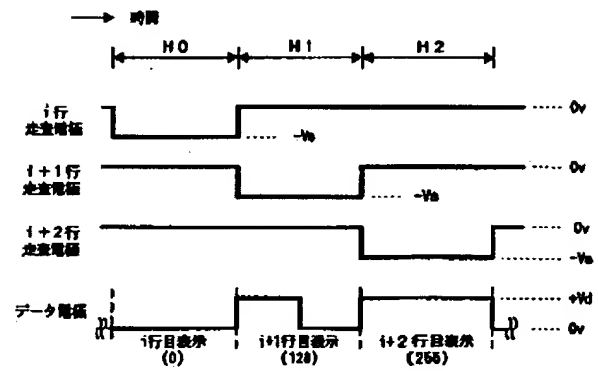 時間
H0 H1 H2
i行
走査電極
0v
-Vs
i+1行
走査電極
0v
-Vs
i+2行
走査電極
0v
-Vs
データ電極
+Vd
0v
i行目表示
(0)
i+1行目表示
(128)
i+2行目表示
(255)